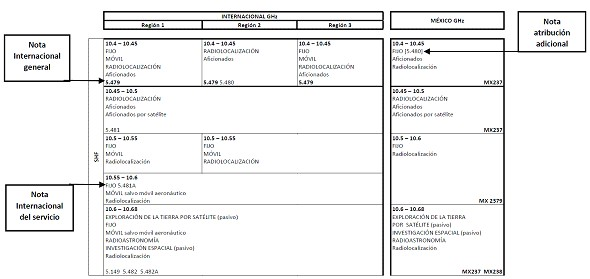 Nota
Internacional
general
Nota
Internacional
del servicio
Nota
atribución
adicional
INTERNACIONAL GHz
Región 1
Región 2
Región 3
SHF
10.4 – 10.45
FIJO
MÓVIL
RADIOLOCALIZACIÓN
Aficionados
5.479
10.4 – 10.45
RADIOLOCALIZACIÓN
Aficionados
5.479 5.480
10.4 – 10.45
FIJO
MÓVIL
RADIOLOCALIZACIÓN
Aficionados
5.479
10.45 – 10.5
RADIOLOCALIZACIÓN
Aficionados
Aficionados por satélite
5.481
10.5 – 10.55
FIJO
MÓVIL
Radiolocalización
10.5 – 10.55
FIJO
MÓVIL
RADIOLOCALIZACIÓN
10.55 – 10.6
FIJO 5.481A
MÓVIL salvo móvil aeronáutico
Radiolocalización
10.6 – 10.68
EXPLORACIÓN DE LA TIERRA POR SATÉLITE (pasivo)
FIJO
MÓVIL salvo móvil aeronáutico
RADIOASTRONOMÍA
INVESTIGACIÓN ESPACIAL (pasivo)
Radiolocalización
5.149 5.482 5.482A
MÉXICO GHz
10.4 – 10.45
FIJO [5.480]
Aficionados
Radiolocalización
MX237
10.45 – 10.5
RADIOLOCALIZACIÓN
Aficionados
Aficionados por satélite
MX237
10.5 – 10.6
FIJO
Radiolocalización
MX 2379
10.6 – 10.68
EXPLORACIÓN DE LA TIERRA
POR SATÉLITE (pasivo)
INVESTIGACIÓN ESPACIAL (pasivo)
RADIOASTRONOMÍA
Radiolocalización
MX237 MX238